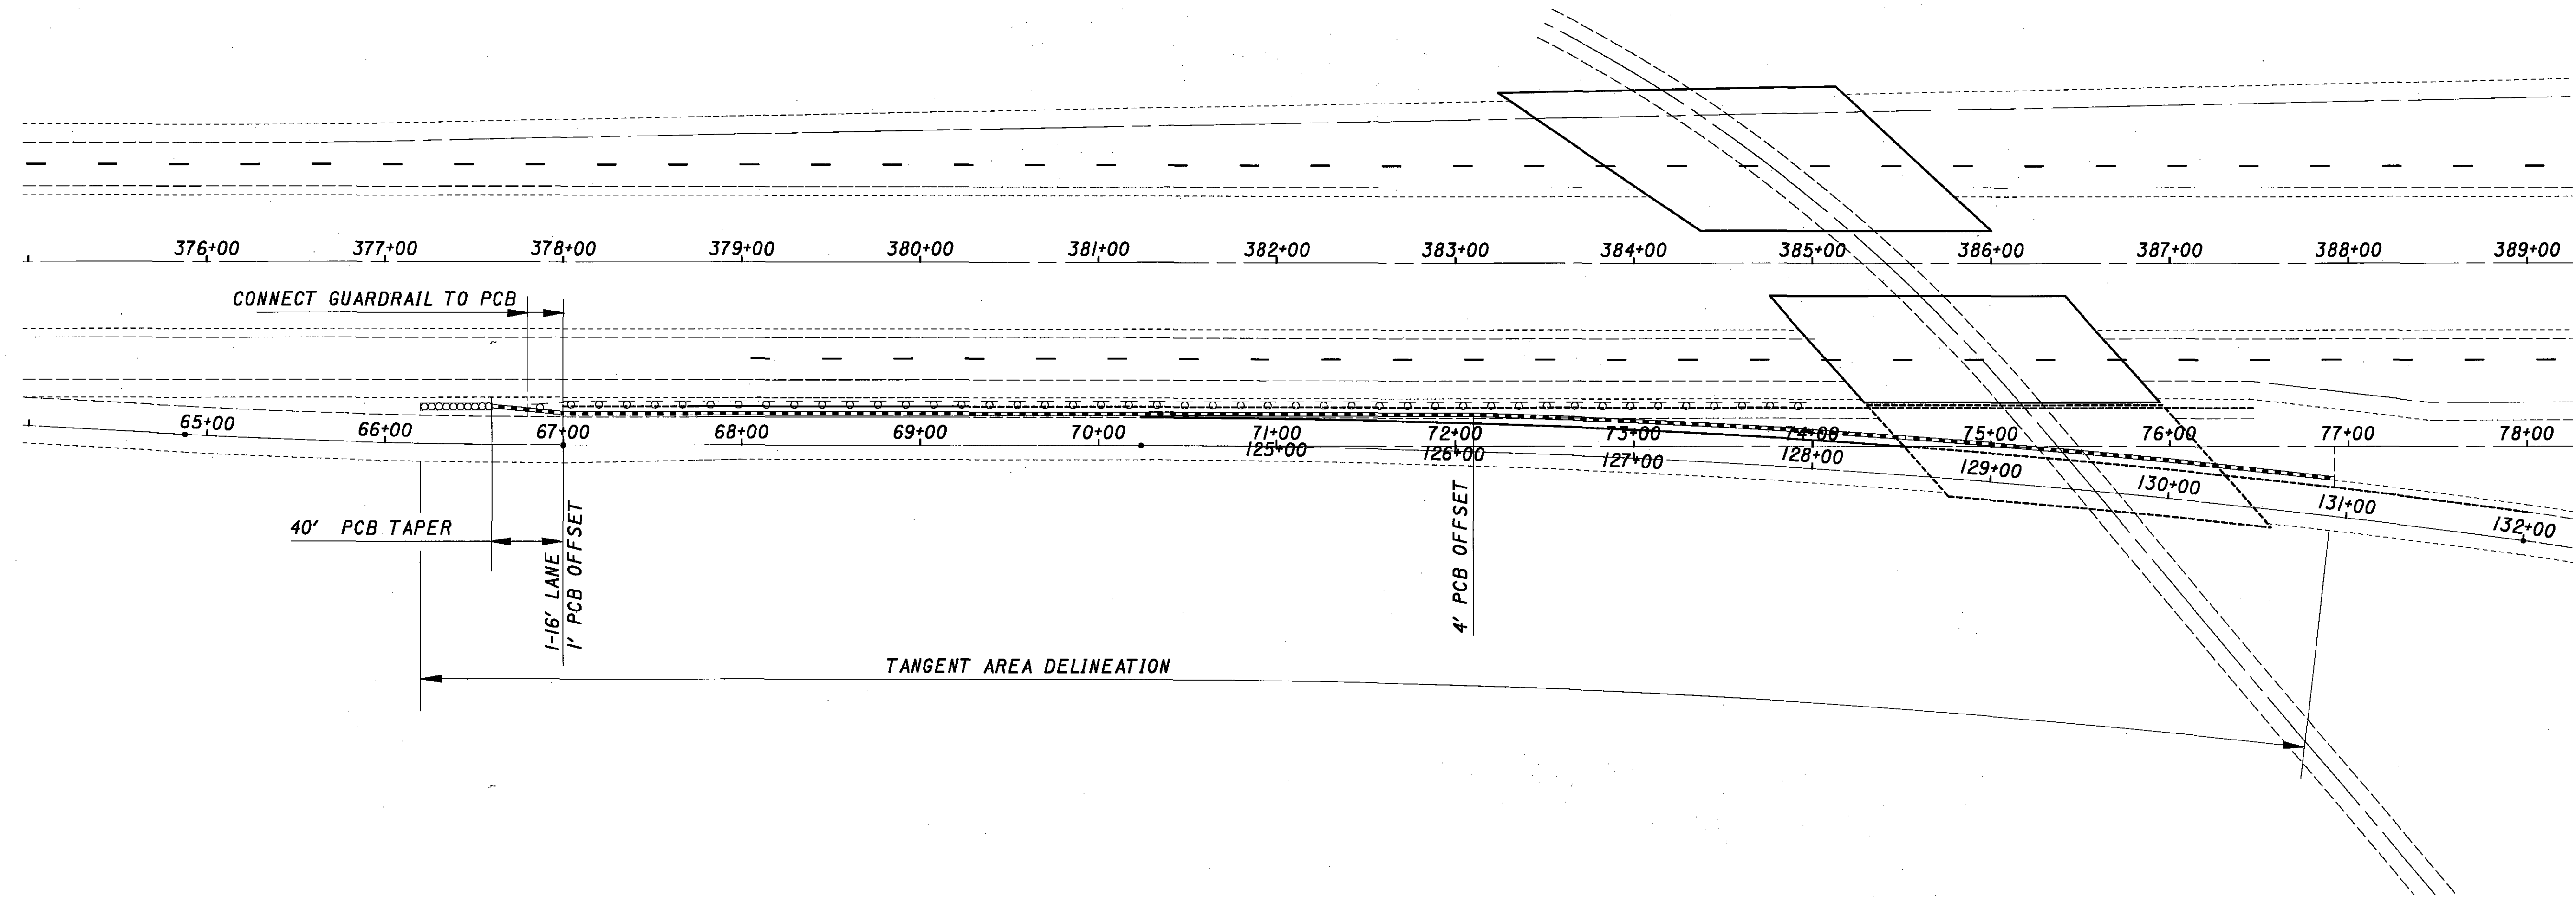 376+00 377+00 378+00 379+00 380+00 381+00 382+00 383+00 384+00 385+00 386+00 387+00 388+00 389+00
CONNECT GUARDRAIL TO PCB
65+00 66+00 67+00 68+00 69+00 70+00 71+00 72+00 73+00 74+00 75+00 76+00 77+00 78+00
125+00 126+00 127+00 128+00 129+00 130+00 131+00 132+00
40' PCB TAPER
1-16' LANE
1' PCB OFFSET
4' PCB OFFSET
TANGENT AREA DELINEATION